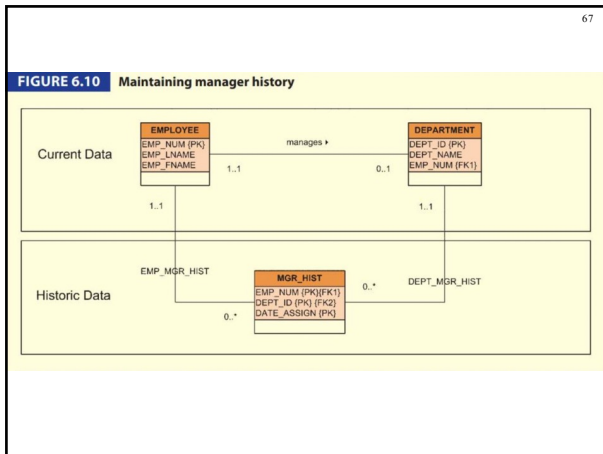 67
FIGURE 6.10 Maintaining manager history
Current Data
EMPLOYEE
EMP_NUM {PK}
EMP_LNAME
EMP_FNAME
manages
1..1
0..1
DEPARTMENT
DEPT_ID {PK}
DEPT_NAME
EMP_NUM {FK1}
1..1
1..1
Historic Data
EMP_MGR_HIST
0..*
MGR_HIST
EMP_NUM {PK}{FK1}
DEPT_ID {PK} {FK2}
DATE_ASSIGN {PK}
0..*
DEPT_MGR_HIST